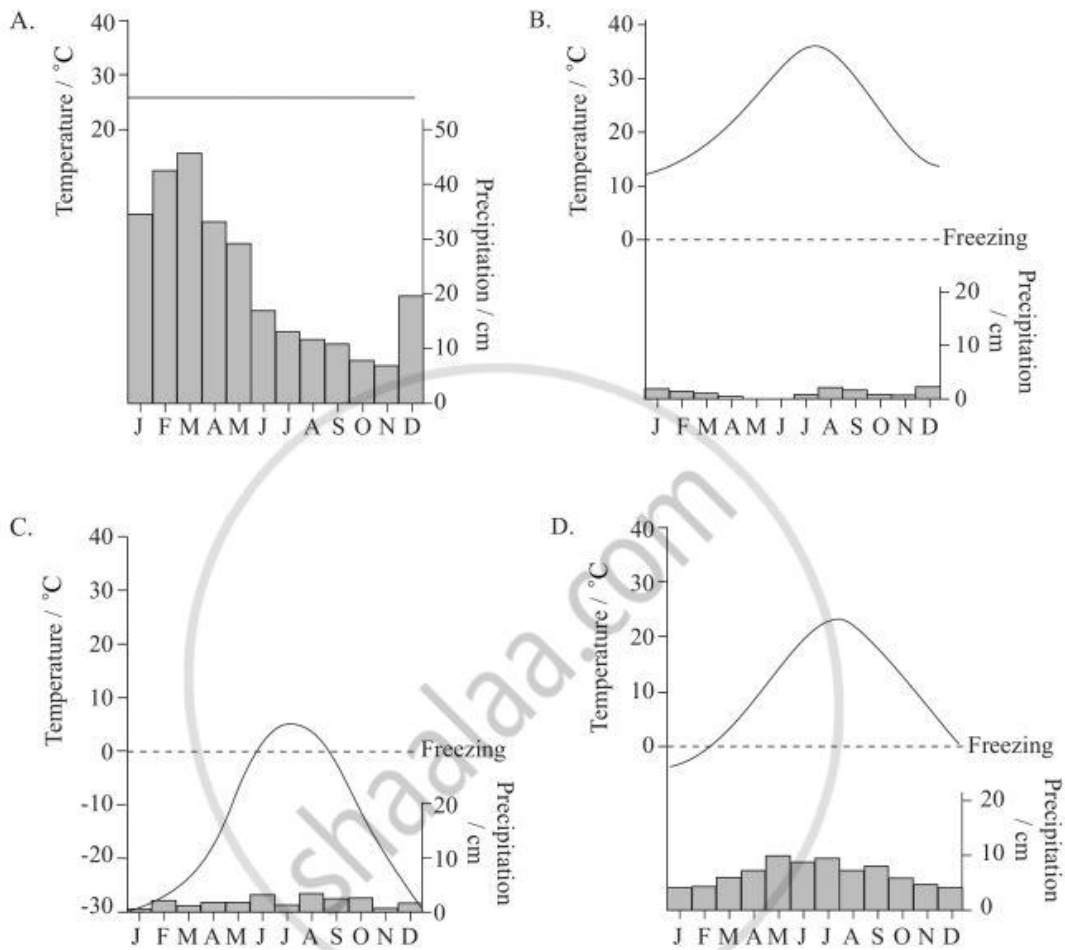 A.
Temperature / °C
40
30
20
50
40
30
20
10
0
Precipitation / cm
J F M A M J J A S O N D
B.
Temperature / °C
40
30
20
10
0
Freezing
20
10
0
Precipitation
/ cm
J F M A M J J A S O N D
C.
Temperature / °C
40
30
20
10
0
-10
-20
-30
Freezing
20
10
0
Precipitation
/ cm
J F M A M J J A S O N D
D.
Temperature / °C
40
30
20
10
0
Freezing
20
10
0
Precipitation
/ cm
J F M A M J J A S O N D
shaalaa.com